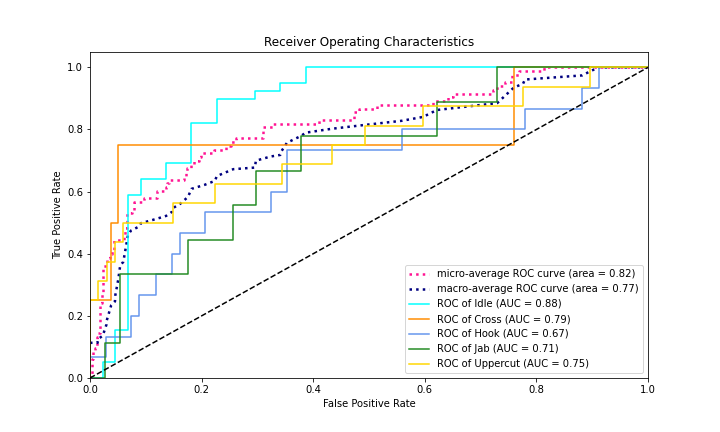 Receiver Operating Characteristics
True Positive Rate
1.0
0.8
0.6
0.4
0.2
0.0
micro-average ROC curve (area = 0.82)
macro-average ROC curve (area = 0.77)
ROC of Idle (AUC = 0.88)
ROC of Cross (AUC = 0.79)
ROC of Hook (AUC = 0.67)
ROC of Jab (AUC = 0.71)
ROC of Uppercut (AUC = 0.75)
0.0 0.2 0.4 0.6 0.8 1.0
False Positive Rate